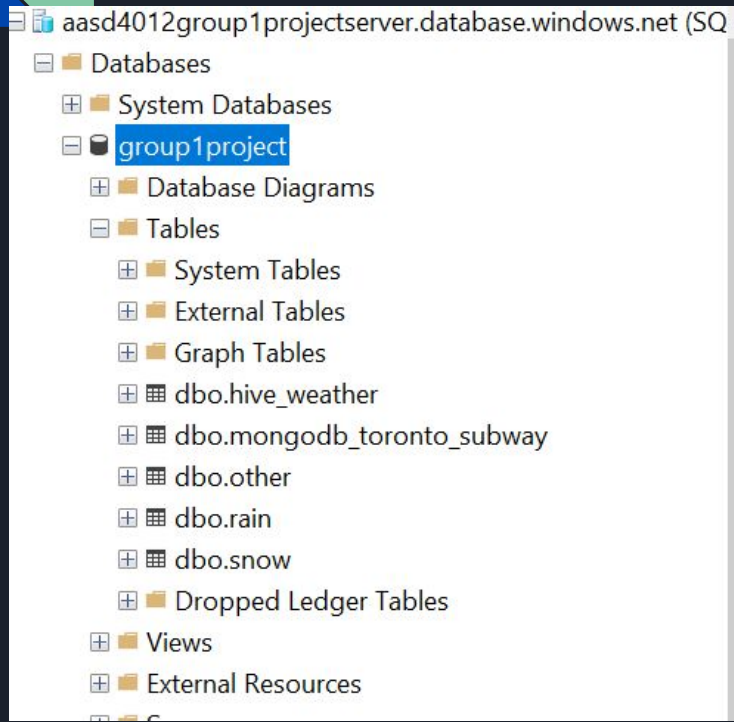 aasd4012group1projectserver.database.windows.net (SQ
Databases
System Databases
group1project
Database Diagrams
Tables
System Tables
External Tables
Graph Tables
dbo.hive_weather
dbo.mongodb_toronto_subway
dbo.other
dbo.rain
dbo.snow
Dropped Ledger Tables
Views
External Resources